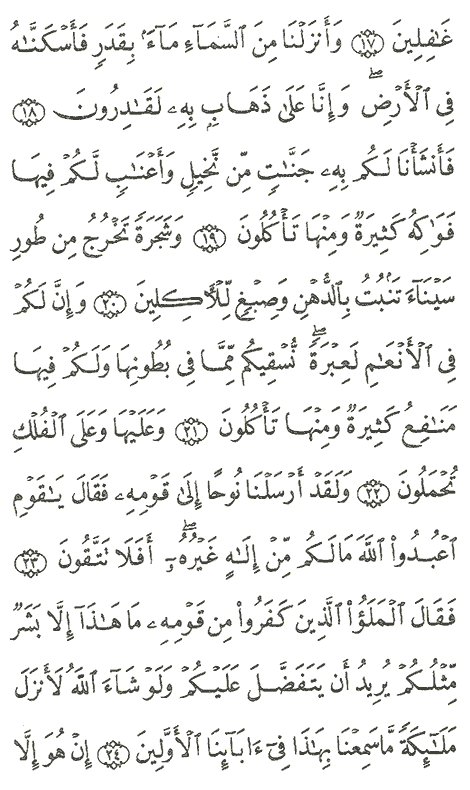 غَٰفِلِينَ ١٧ وَأَنزَلۡنَا مِنَ ٱلسَّمَآءِ مَآءَۢ بِقَدَرٖ فَأَسۡكَنَّٰهُ
فِي ٱلۡأَرۡضِۖ وَإِنَّا عَلَىٰ ذَهَابِۭ بِهِۦ لَقَٰدِرُونَ ١٨
فَأَنشَأۡنَا لَكُم بِهِۦ جَنَّٰتٖ مِّن نَّخِيلٖ وَأَعۡنَٰبٖ لَّكُمۡ فِيهَا
فَوَٰكِهُ كَثِيرَةٞ وَمِنۡهَا تَأۡكُلُونَ ١٩ وَشَجَرَةٗ تَخۡرُجُ مِن طُورِ
سَيۡنَآءَ تَنۢبُتُ بِٱلدُّهۡنِ وَصِبۡغٖ لِّلۡأٓكِلِينَ ٢٠ وَإِنَّ لَكُمۡ
فِي ٱلۡأَنۡعَٰمِ لَعِبۡرَةٗۖ نُّسۡقِيكُم مِّمَّا فِي بُطُونِهَا وَلَكُمۡ فِيهَا
مَنَٰفِعُ كَثِيرَةٞ وَمِنۡهَا تَأۡكُلُونَ ٢١ وَعَلَيۡهَا وَعَلَى ٱلۡفُلۡكِ
تُحۡمَلُونَ ٢٢ وَلَقَدۡ أَرۡسَلۡنَا نُوحًا إِلَىٰ قَوۡمِهِۦ فَقَالَ يَٰقَوۡمِ
ٱعۡبُدُواْ ٱللَّهَ مَا لَكُم مِّنۡ إِلَٰهٍ غَيۡرُهُۥٓۖ أَفَلَا تَتَّقُونَ ٢٣
فَقَالَ ٱلۡمَلَؤُاْ ٱلَّذِينَ كَفَرُواْ مِن قَوۡمِهِۦ مَا هَٰذَآ إِلَّا بَشَرٞ
مِّثۡلُكُمۡ يُرِيدُ أَن يَتَفَضَّلَ عَلَيۡكُمۡ وَلَوۡ شَآءَ ٱللَّهُ لَأَنزَلَ
مَلَٰٓئِكَةٗ مَّا سَمِعۡنَا بِهَٰذَا فِيٓ ءَابَآئِنَا ٱلۡأَوَّلِينَ ٢٤ إِنۡ هُوَ إِلَّا